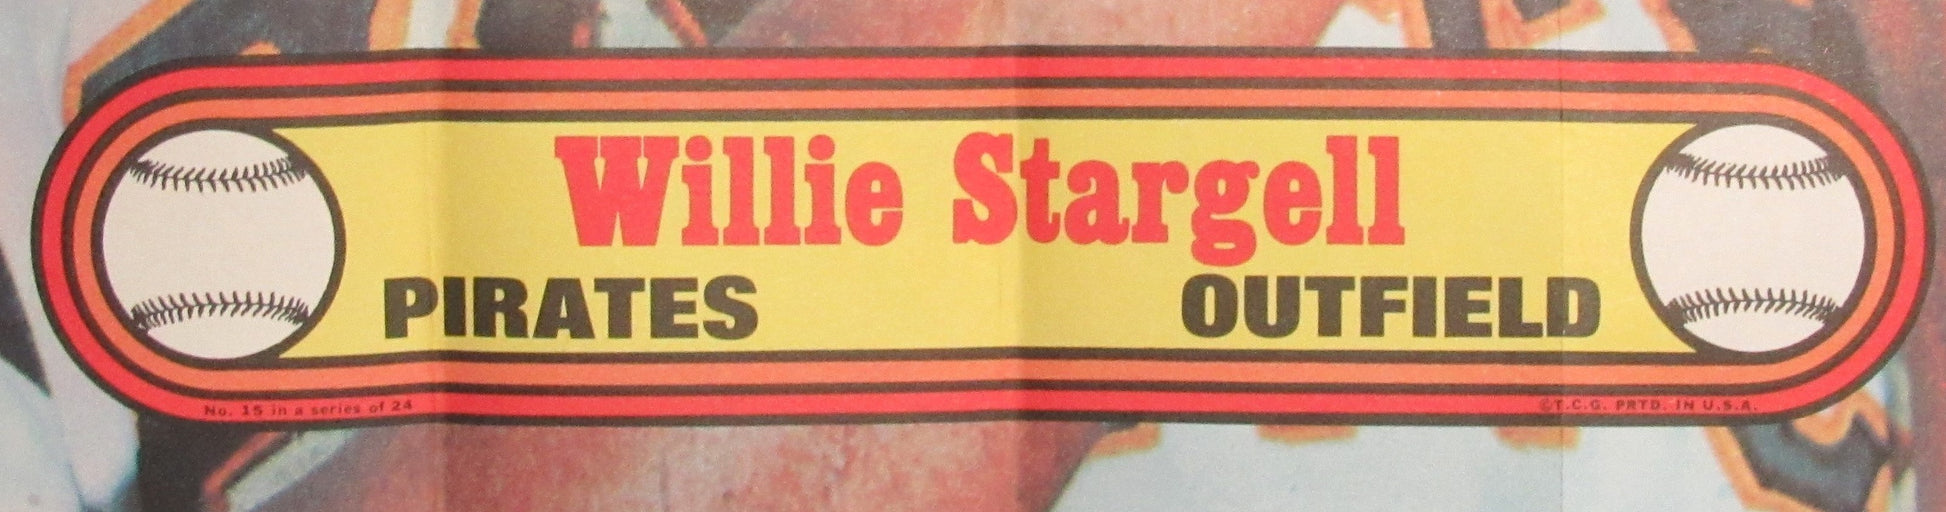 Willie Stargell
PIRATES OUTFIELD
No. 15 in a series of 24
©T.C.G. PRTD. IN U.S.A.